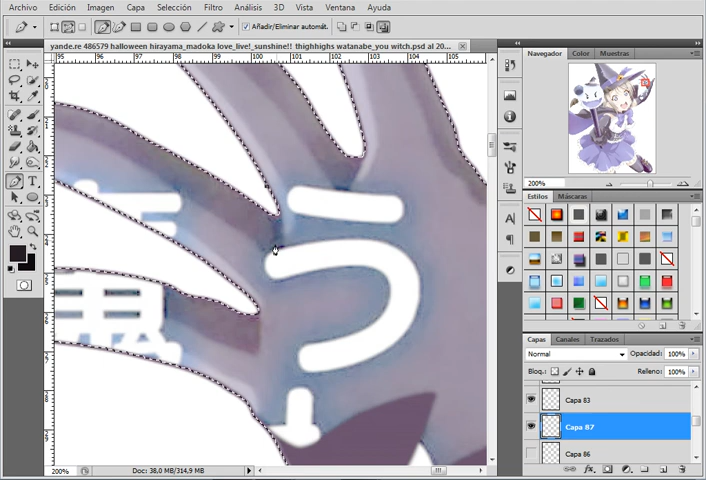 Archivo Edición Imagen Capa Selección Filtro Análisis 3D Vista Ventana Ayuda
Añadir/Eliminar automát.
yande.re 486579 halloween hirayama_madoka love_live!_sunshine!! thighhighs watanabe_you witch.psd al 20...
Navegador Color Muestras
95 98 99 100 101 102 103 104 105
200%
Estilos Máscaras
Capas Canales Trazados
Normal Opacidad: 100%
Bloq.: Relleno: 100%
Capa 83
Capa 87
Capa 86
200% Doc: 38,0 MB/314,9 MB
う